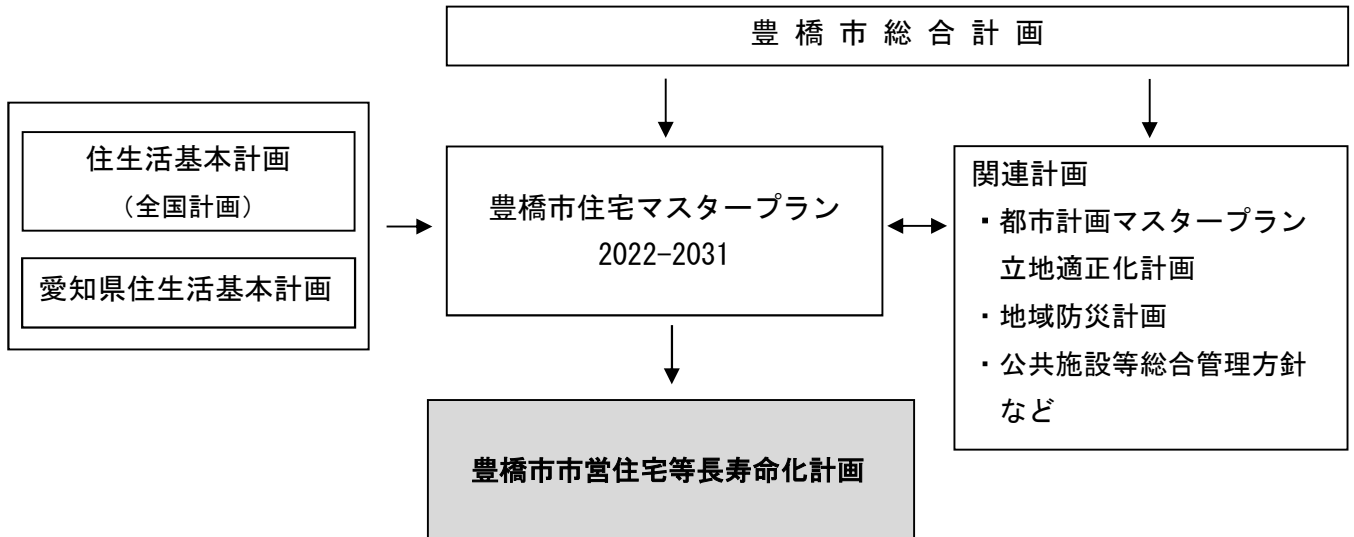 豊橋市総合計画
住生活基本計画
（全国計画）
愛知県住生活基本計画
豊橋市住宅マスタープラン
2022−2031
関連計画
・都市計画マスタープラン
立地適正化計画
・地域防災計画
・公共施設等総合管理方針
など
豊橋市市営住宅等長寿命化計画